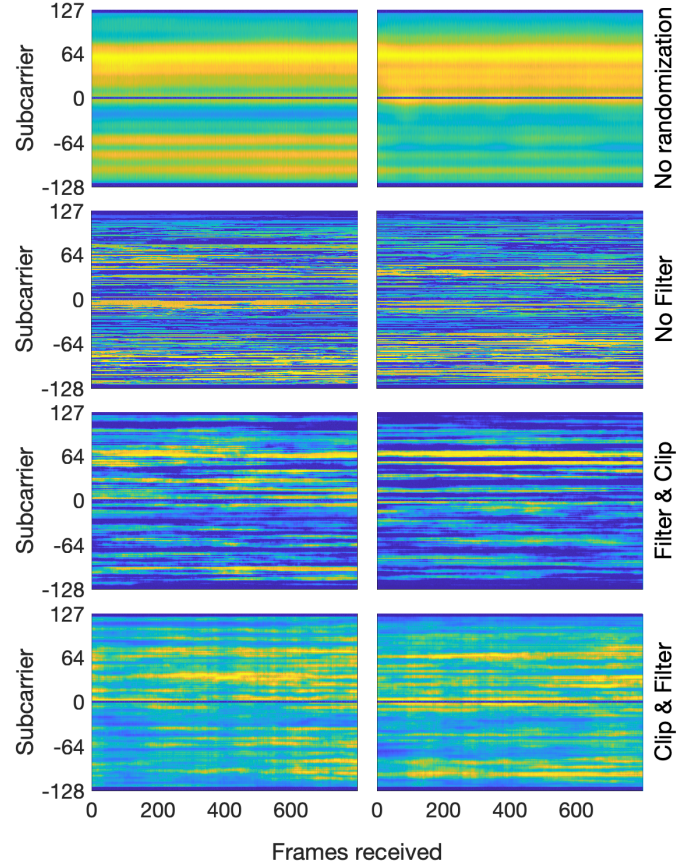 127
64
0
-64
-128
Subcarrier
No randomization
127
64
0
-64
-128
Subcarrier
No Filter
127
64
0
-64
-128
Subcarrier
Filter & Clip
127
64
0
-64
-128
Subcarrier
Clip & Filter
0 200 400 600 0 200 400 600
Frames received